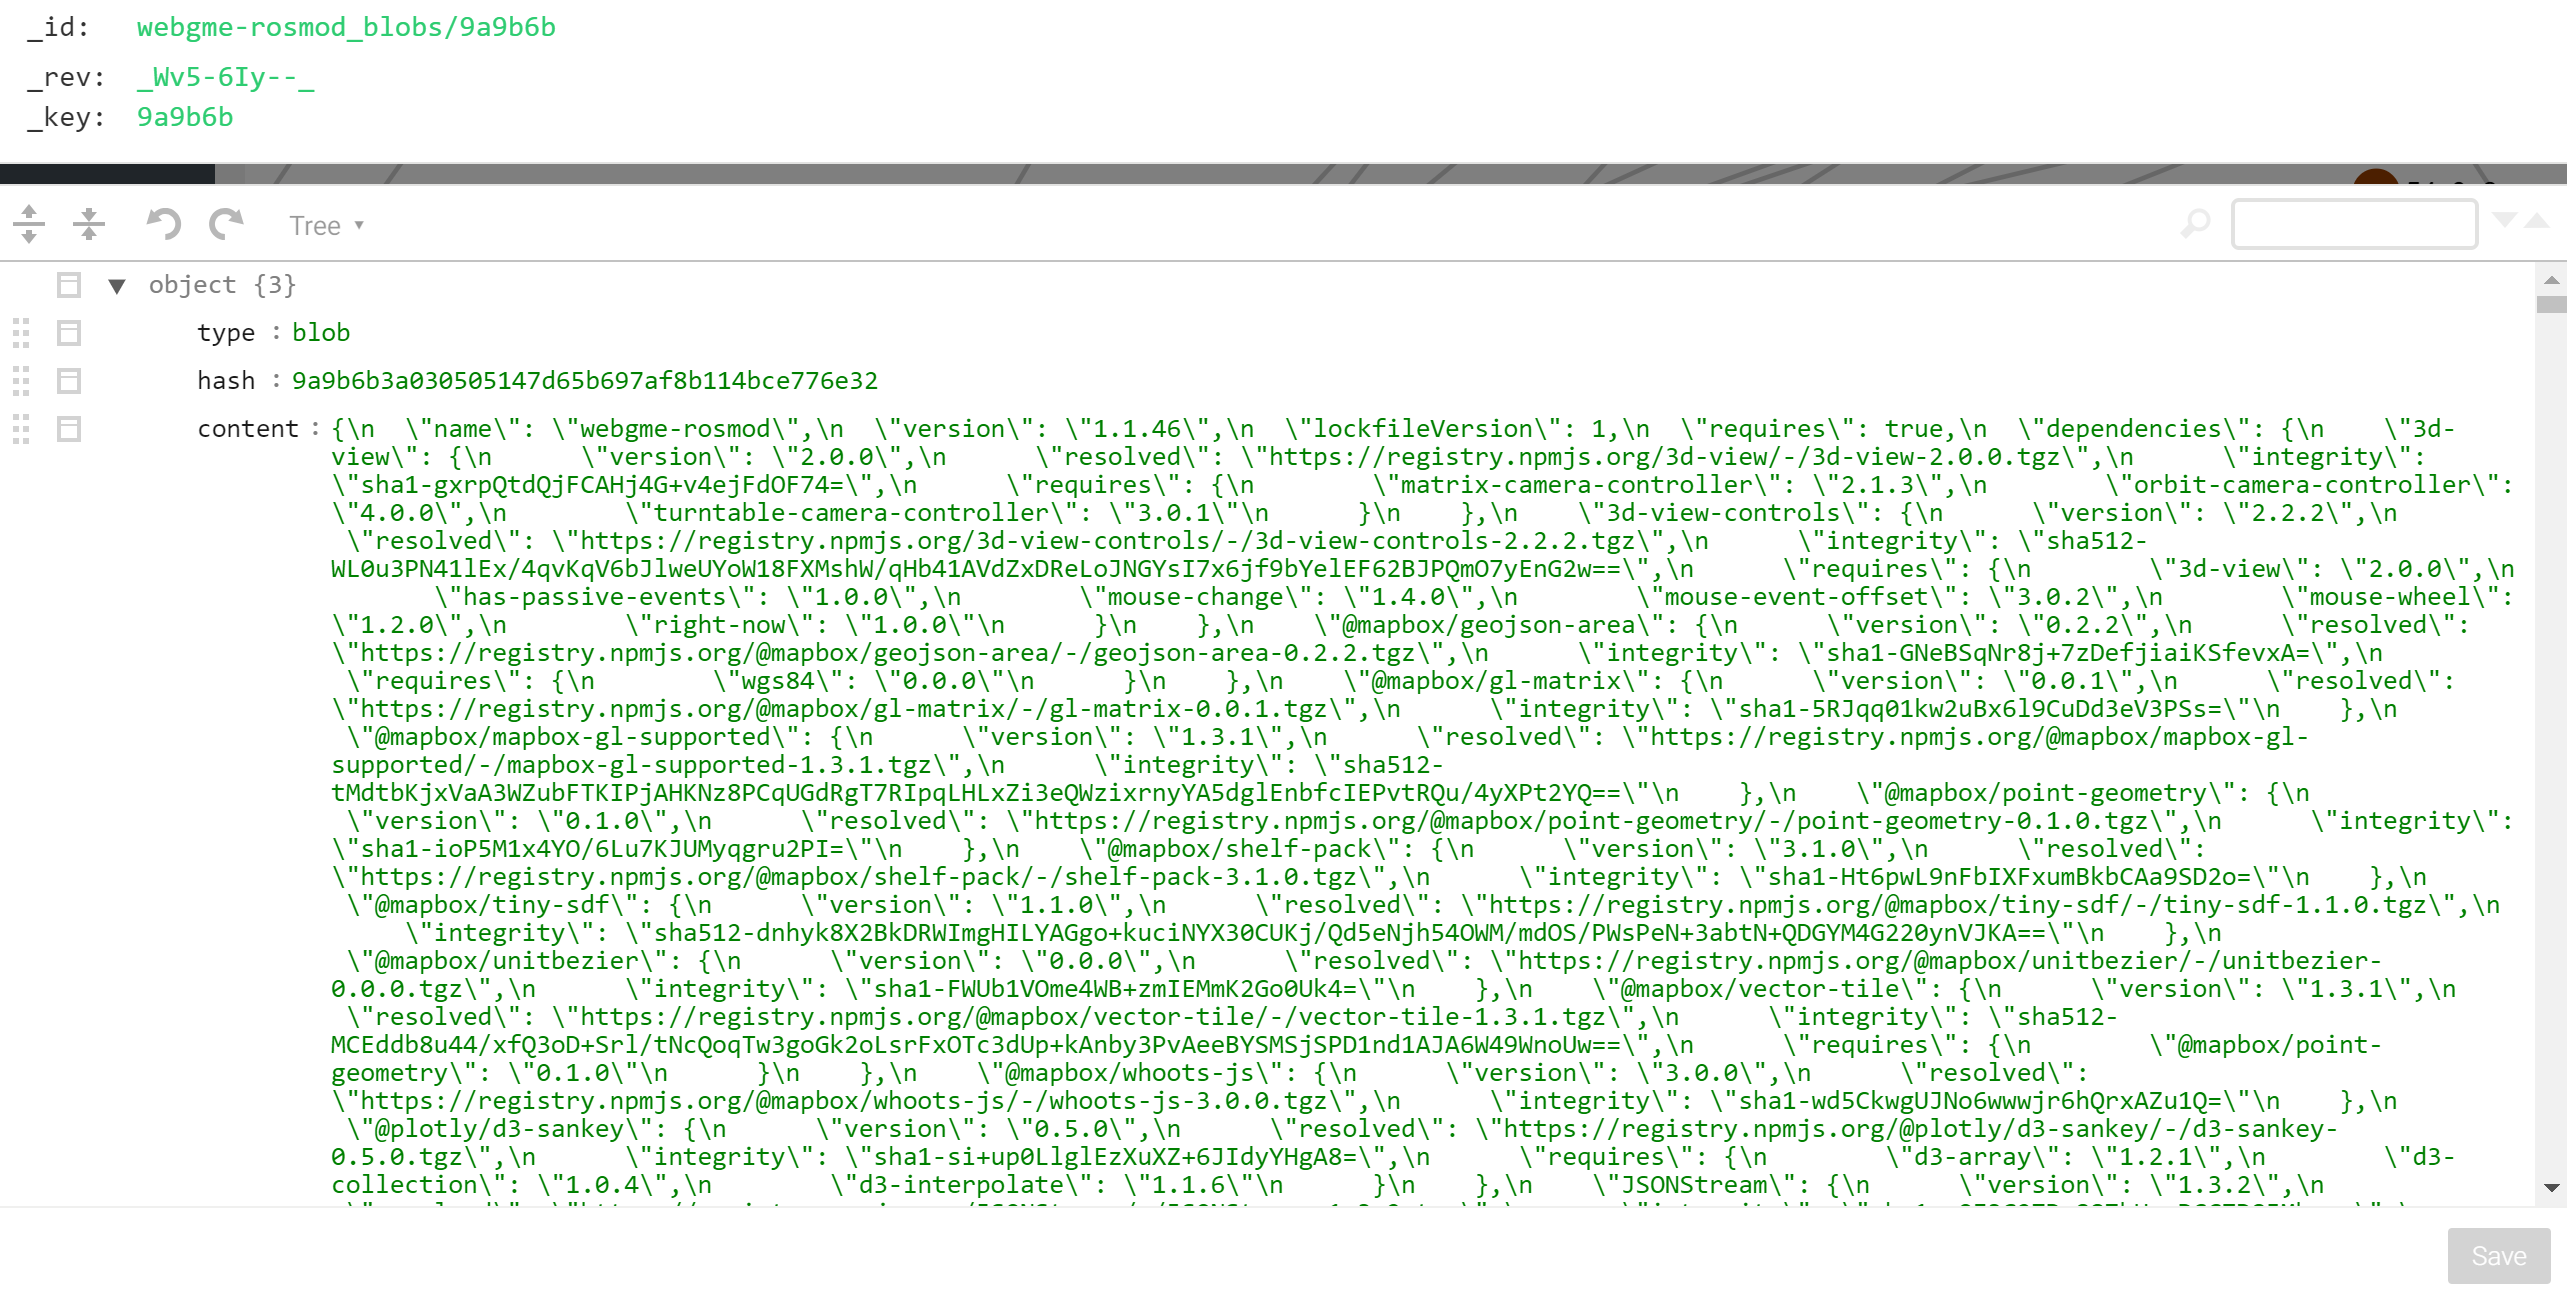 _id: webgme-rosmod_blobs/9a9b6b
_rev: _Wv5-6Iy--_
_key: 9a9b6b
Tree
object {3}
type : blob
hash : 9a9b6b3a030505147d65b697af8b114bce776e32
content : {\n  \"name\": \"webgme-rosmod\",\n  \"version\": \"1.1.46\",\n  \"lockfileVersion\": 1,\n  \"requires\": true,\n  \"dependencies\": {\n    \"3d-
view\": {\n      \"version\": \"2.0.0\",\n      \"resolved\": \"https://registry.npmjs.org/3d-view/-/3d-view-2.0.0.tgz\",\n      \"integrity\":
\"sha1-gxrpQtdQjFCAHj4G+v4ejFdOF74=\",\n      \"requires\": {\n        \"matrix-camera-controller\": \"2.1.3\",\n        \"orbit-camera-controller\":
\"4.0.0\",\n        \"turntable-camera-controller\": \"3.0.1\"\n      }\n    },\n    \"3d-view-controls\": {\n      \"version\": \"2.2.2\",\n
\"resolved\": \"https://registry.npmjs.org/3d-view-controls/-/3d-view-controls-2.2.2.tgz\",\n      \"integrity\": \"sha512-
WL0u3PN41lEx/4qvKqV6bJlweUYoW18FXMshW/qHb41AVdZxDReLoJNGYsI7x6jf9bYelEF62BJPQmO7yEnG2w==\",\n      \"requires\": {\n        \"3d-view\": \"2.0.0\",\n
\"has-passive-events\": \"1.0.0\",\n        \"mouse-change\": \"1.4.0\",\n        \"mouse-event-offset\": \"3.0.2\",\n        \"mouse-wheel\":
\"1.2.0\",\n        \"right-now\": \"1.0.0\"\n      }\n    },\n    \"@mapbox/geojson-area\": {\n      \"version\": \"0.2.2\",\n      \"resolved\":
\"https://registry.npmjs.org/@mapbox/geojson-area/-/geojson-area-0.2.2.tgz\",\n      \"integrity\": \"sha1-GNeBSqNr8j+7zDefjiaiKSfevxA=\",\n
\"requires\": {\n        \"wgs84\": \"0.0.0\"\n      }\n    },\n    \"@mapbox/gl-matrix\": {\n      \"version\": \"0.0.1\",\n      \"resolved\":
\"https://registry.npmjs.org/@mapbox/gl-matrix/-/gl-matrix-0.0.1.tgz\",\n      \"integrity\": \"sha1-5RJqq01kw2uBx6l9CuDd3eV3PSs=\"\n    },\n
\"@mapbox/mapbox-gl-supported\": {\n      \"version\": \"1.3.1\",\n      \"resolved\": \"https://registry.npmjs.org/@mapbox/mapbox-gl-
supported/-/mapbox-gl-supported-1.3.1.tgz\",\n      \"integrity\": \"sha512-
tMdtbKjxVaA3WZubFTKIPjAHKNz8PCqUGdRgT7RIpqLHLxZi3eQWzixrnyYA5dglEnbfcIEPvtRQu/4yXPt2YQ==\"\n    },\n    \"@mapbox/point-geometry\": {\n
\"version\": \"0.1.0\",\n      \"resolved\": \"https://registry.npmjs.org/@mapbox/point-geometry/-/point-geometry-0.1.0.tgz\",\n      \"integrity\":
\"sha1-ioP5M1x4YO/6Lu7KJUMyqgru2PI=\"\n    },\n    \"@mapbox/shelf-pack\": {\n      \"version\": \"3.1.0\",\n      \"resolved\":
\"https://registry.npmjs.org/@mapbox/shelf-pack/-/shelf-pack-3.1.0.tgz\",\n      \"integrity\": \"sha1-Ht6pwL9nFbIXFxumBkbCAa9SD2o=\"\n    },\n
\"@mapbox/tiny-sdf\": {\n      \"version\": \"1.1.0\",\n      \"resolved\": \"https://registry.npmjs.org/@mapbox/tiny-sdf/-/tiny-sdf-1.1.0.tgz\",\n
\"integrity\": \"sha512-dnhyk8X2BkDRWImgHILYAGgo+kuciNYX30CUKj/Qd5eNjh54OWM/mdOS/PWsPeN+3abtN+QDGYM4G220ynVJKA==\"\n    },\n
\"@mapbox/unitbezier\": {\n      \"version\": \"0.0.0\",\n      \"resolved\": \"https://registry.npmjs.org/@mapbox/unitbezier/-/unitbezier-
0.0.0.tgz\",\n      \"integrity\": \"sha1-FWUb1VOme4WB+zmIEMmK2Go0Uk4=\"\n    },\n    \"@mapbox/vector-tile\": {\n      \"version\": \"1.3.1\",\n
\"resolved\": \"https://registry.npmjs.org/@mapbox/vector-tile/-/vector-tile-1.3.1.tgz\",\n      \"integrity\": \"sha512-
MCEddb8u44/xfQ3oD+Srl/tNcQoqTw3goGk2oLsrFxOTc3dUp+kAnby3PvAeeBYSMSjSPD1nd1AJA6W49WnoUw==\",\n      \"requires\": {\n        \"@mapbox/point-
geometry\": \"0.1.0\"\n      }\n    },\n    \"@mapbox/whoots-js\": {\n      \"version\": \"3.0.0\",\n      \"resolved\":
\"https://registry.npmjs.org/@mapbox/whoots-js/-/whoots-js-3.0.0.tgz\",\n      \"integrity\": \"sha1-wd5CkwgUJNo6wwwjr6hQrxAZu1Q=\"\n    },\n
\"@plotly/d3-sankey\": {\n      \"version\": \"0.5.0\",\n      \"resolved\": \"https://registry.npmjs.org/@plotly/d3-sankey/-/d3-sankey-
0.5.0.tgz\",\n      \"integrity\": \"sha1-si+up0LlglEzXuXZ+6JIdyYHgA8=\",\n      \"requires\": {\n        \"d3-array\": \"1.2.1\",\n        \"d3-
collection\": \"1.0.4\",\n        \"d3-interpolate\": \"1.1.6\"\n      }\n    },\n    \"JSONStream\": {\n      \"version\": \"1.3.2\",\n
Save